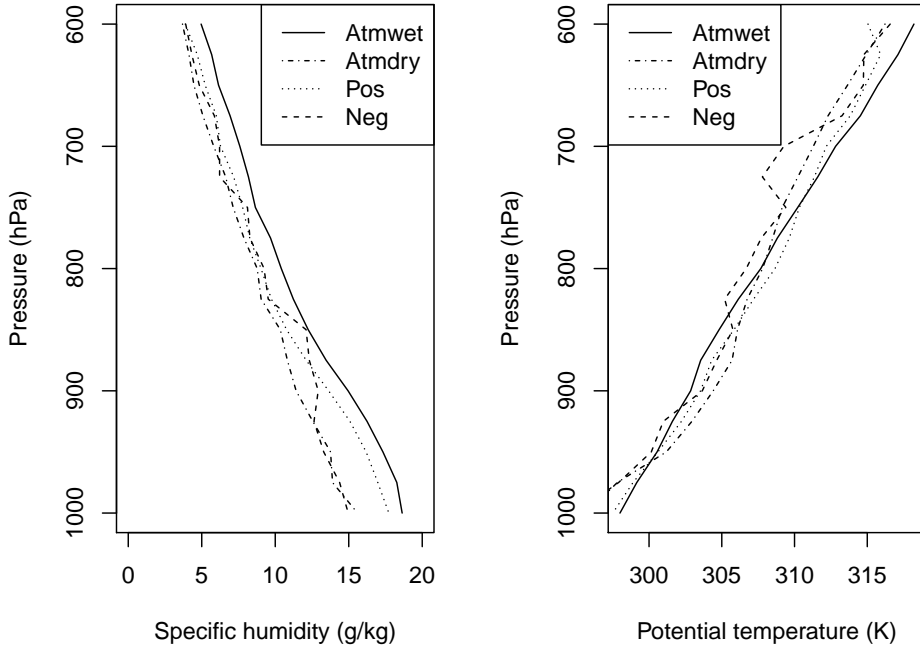 Atmwet
Atmdry
Pos
Neg
600
700
800
900
1000
Pressure (hPa)
0 5 10 15 20
Specific humidity (g/kg)
Atmwet
Atmdry
Pos
Neg
600
700
800
900
1000
Pressure (hPa)
300 305 310 315
Potential temperature (K)